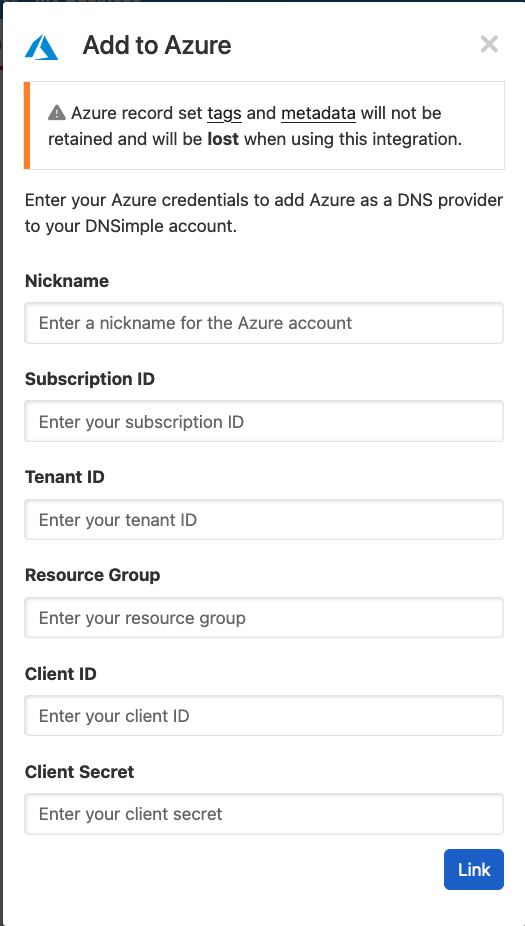 Add to Azure
Azure record set tags and metadata will not be
retained and will be lost when using this integration.
Enter your Azure credentials to add Azure as a DNS provider
to your DNSimple account.
Nickname
Enter a nickname for the Azure account
Subscription ID
Enter your subscription ID
Tenant ID
Enter your tenant ID
Resource Group
Enter your resource group
Client ID
Enter your client ID
Client Secret
Enter your client secret
Link